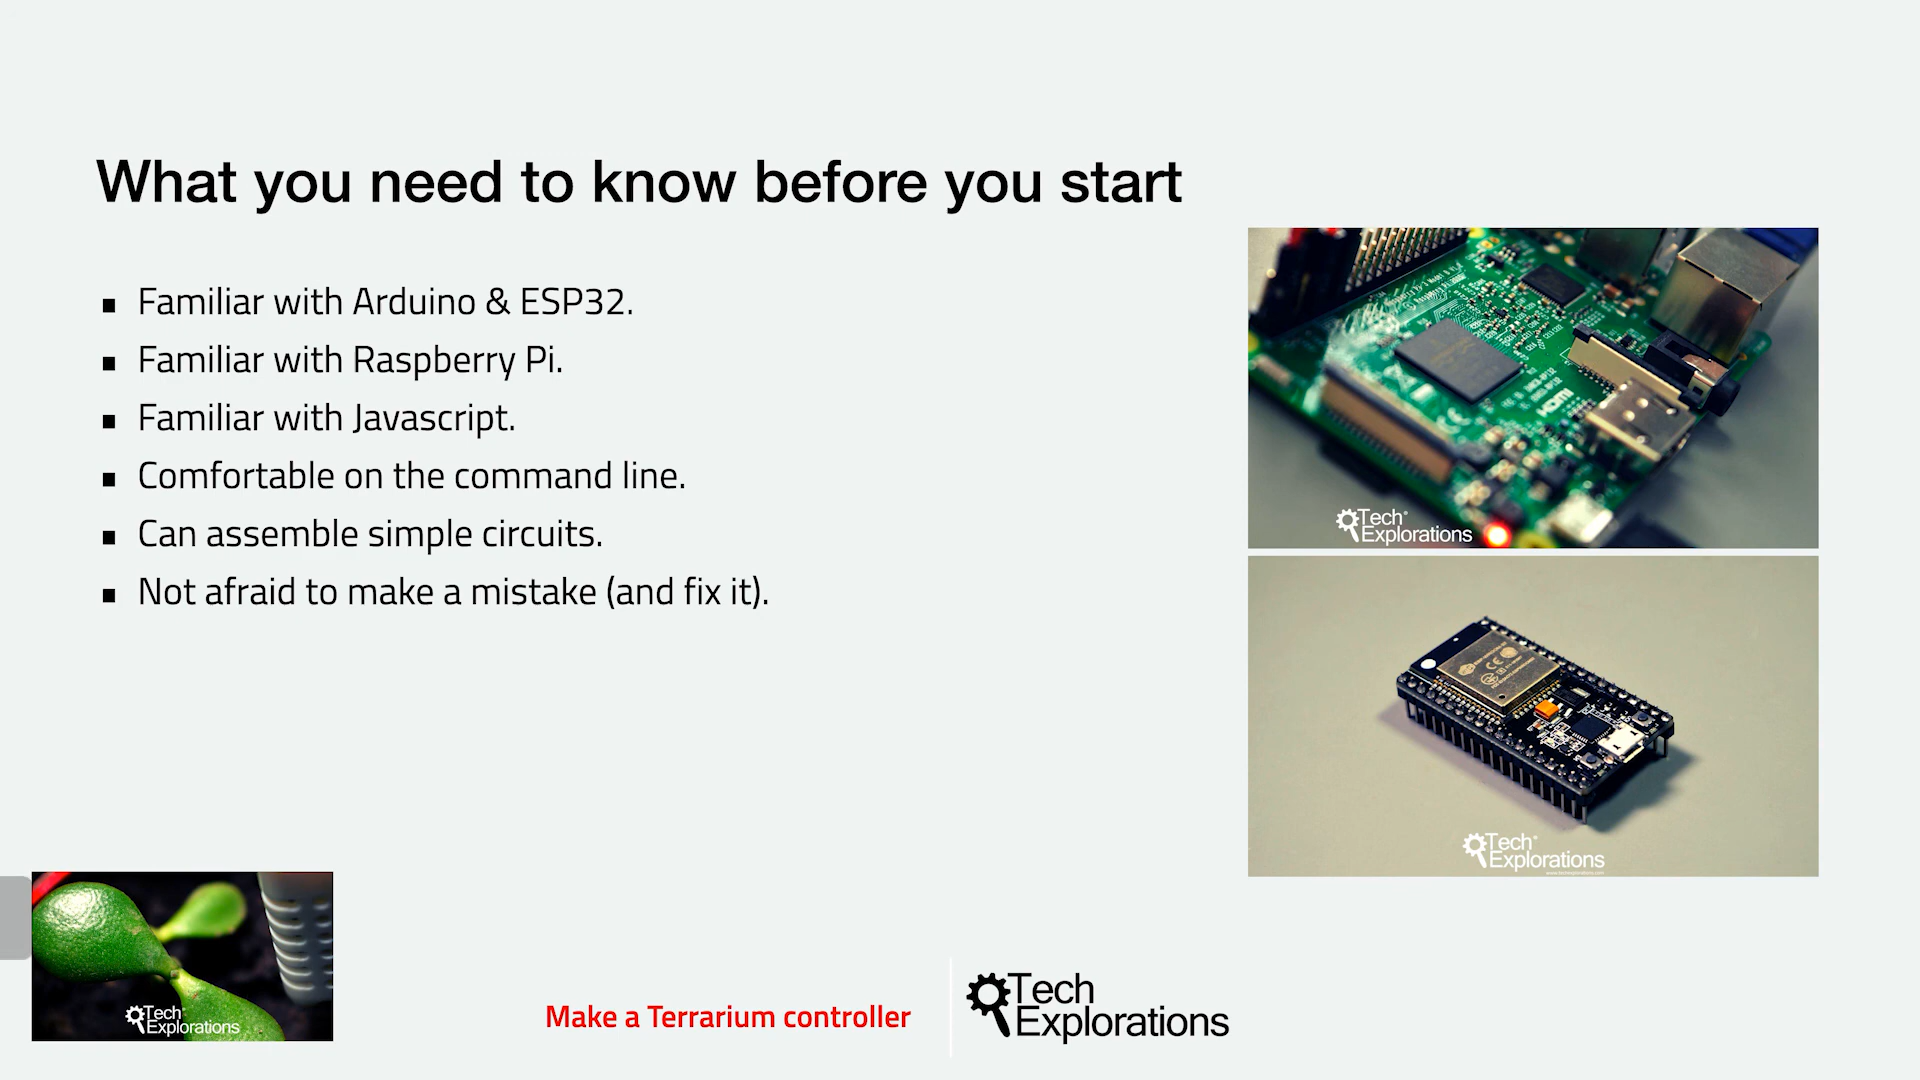 What you need to know before you start
▪ Familiar with Arduino & ESP32.
▪ Familiar with Raspberry Pi.
▪ Familiar with Javascript.
▪ Comfortable on the command line.
▪ Can assemble simple circuits.
▪ Not afraid to make a mistake (and fix it).
HDMI
Tech
Explorations
CE
Tech
Explorations
Tech
Explorations
Make a Terrarium controller
Tech
Explorations